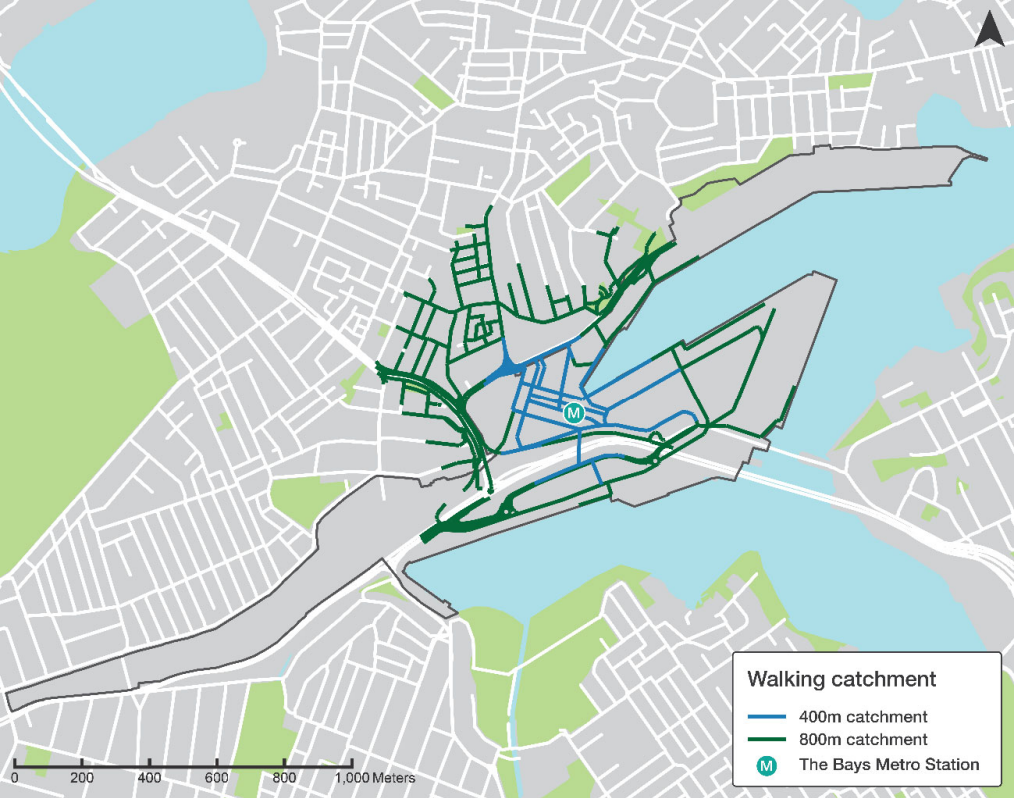 M
Walking catchment
400m catchment
800m catchment
M The Bays Metro Station
0 200 400 600 800 1,000 Meters